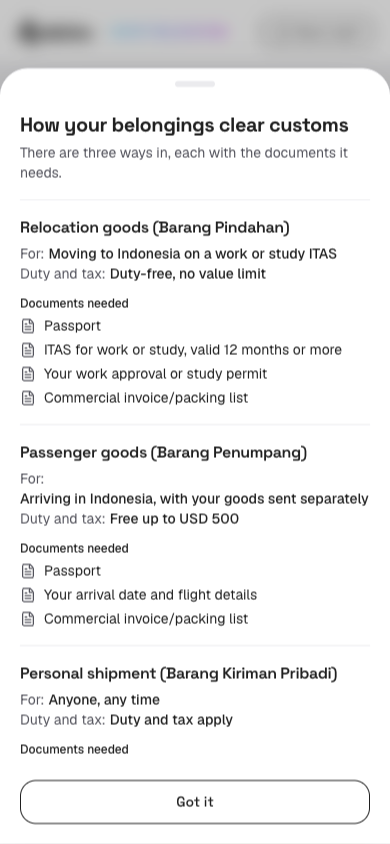 How your belongings clear customs
There are three ways in, each with the documents it
needs.
Relocation goods (Barang Pindahan)
For: Moving to Indonesia on a work or study ITAS
Duty and tax: Duty-free, no value limit
Documents needed
Passport
ITAS for work or study, valid 12 months or more
Your work approval or study permit
Commercial invoice/packing list
Passenger goods (Barang Penumpang)
For:
Arriving in Indonesia, with your goods sent separately
Duty and tax: Free up to USD 500
Documents needed
Passport
Your arrival date and flight details
Commercial invoice/packing list
Personal shipment (Barang Kiriman Pribadi)
For: Anyone, any time
Duty and tax: Duty and tax apply
Documents needed
Got it